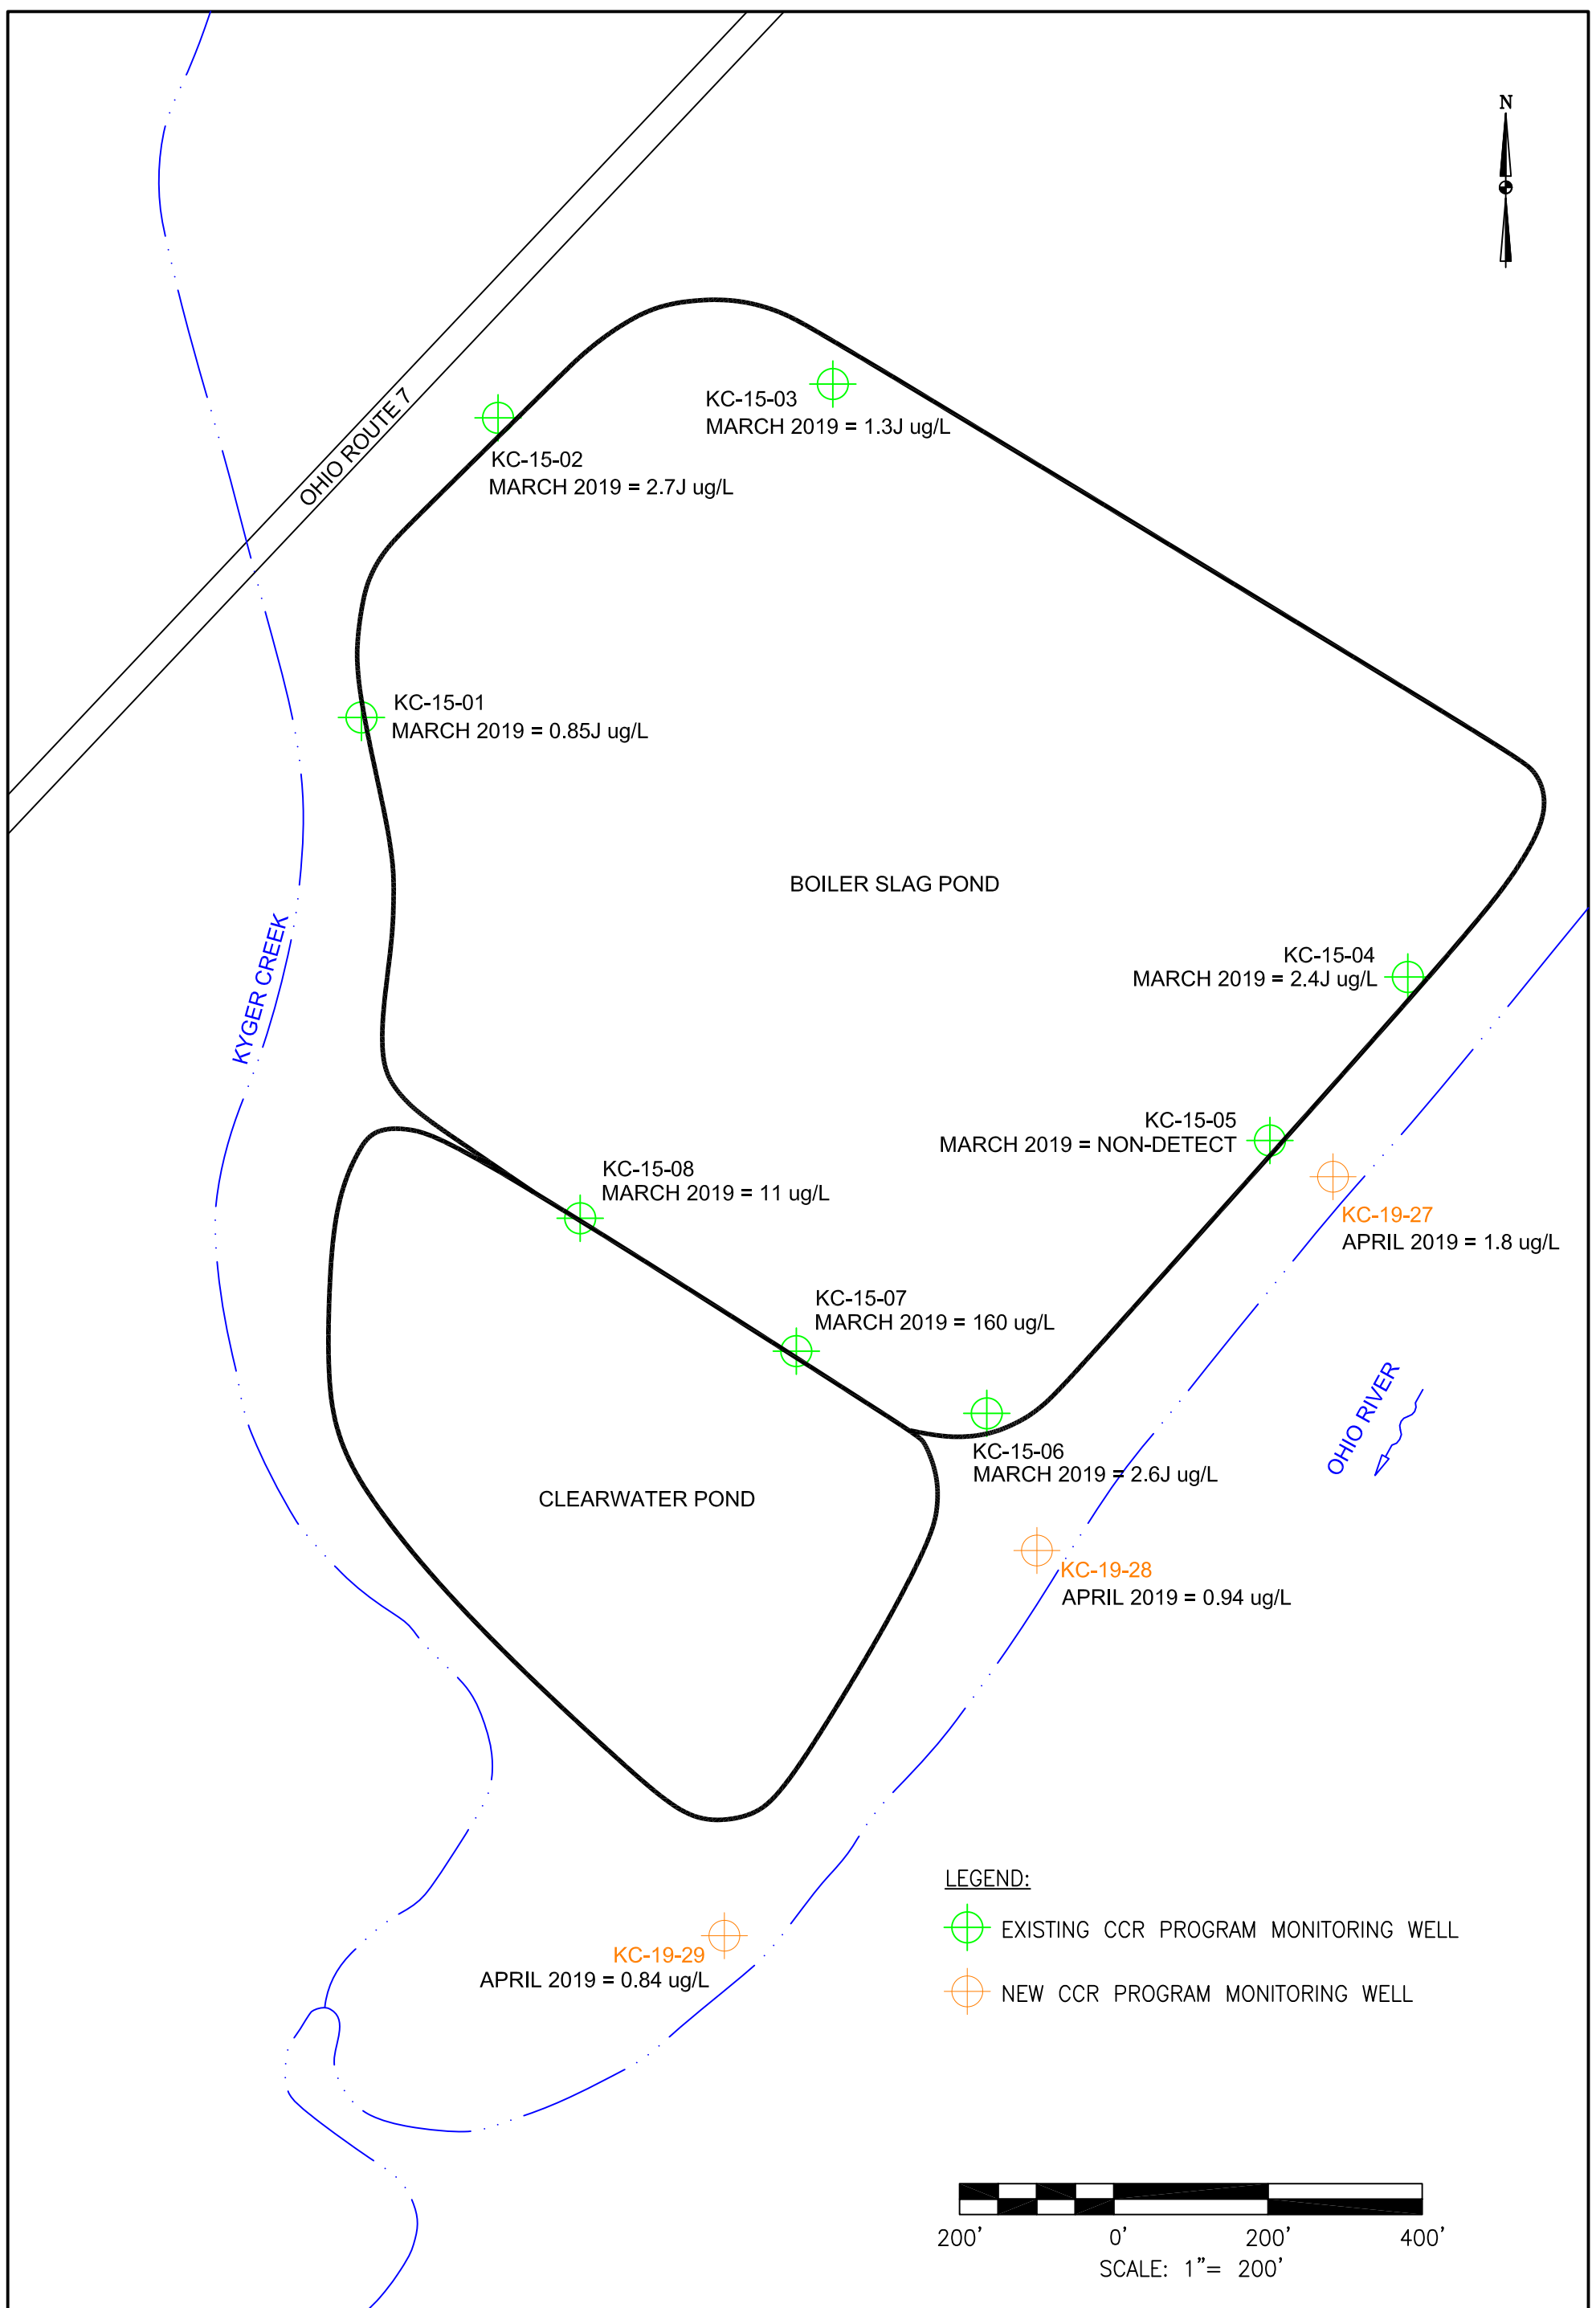 N
OHIO ROUTE 7
KC-15-03
MARCH 2019 = 1.3J ug/L
KC-15-02
MARCH 2019 = 2.7J ug/L
KC-15-01
MARCH 2019 = 0.85J ug/L
BOILER SLAG POND
KYGER CREEK
KC-15-04
MARCH 2019 = 2.4J ug/L
KC-15-05
MARCH 2019 = NON-DETECT
KC-15-08
MARCH 2019 = 11 ug/L
KC-19-27
APRIL 2019 = 1.8 ug/L
KC-15-07
MARCH 2019 = 160 ug/L
OHIO RIVER
KC-15-06
MARCH 2019 = 2.6J ug/L
CLEARWATER POND
KC-19-28
APRIL 2019 = 0.94 ug/L
KC-19-29
APRIL 2019 = 0.84 ug/L
LEGEND:
EXISTING CCR PROGRAM MONITORING WELL
NEW CCR PROGRAM MONITORING WELL
200' 0' 200' 400'
SCALE: 1"= 200'